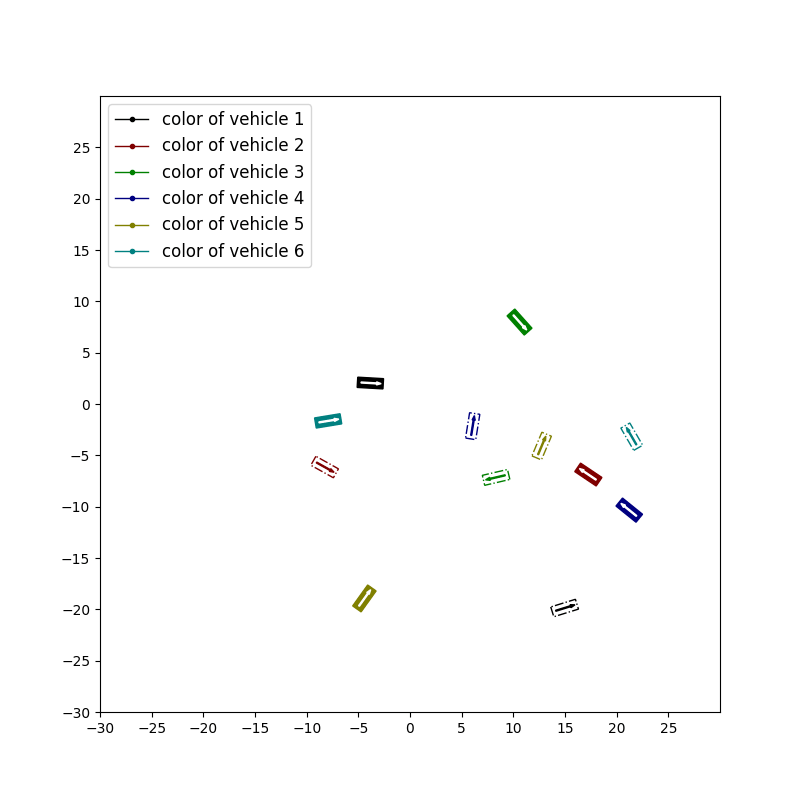 color of vehicle 1
color of vehicle 2
color of vehicle 3
color of vehicle 4
color of vehicle 5
color of vehicle 6
25
20
15
10
5
0
−5
−10
−15
−20
−25
−30
−30 −25 −20 −15 −10 −5 0 5 10 15 20 25